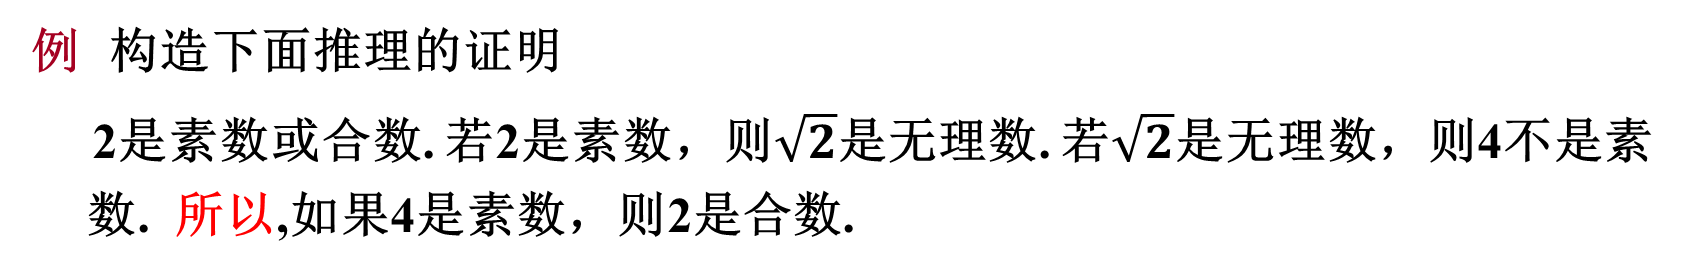 例 构造下面推理的证明
2是素数或合数. 若2是素数，则√2是无理数. 若√2是无理数，则4不是素
数. 所以,如果4是素数，则2是合数.